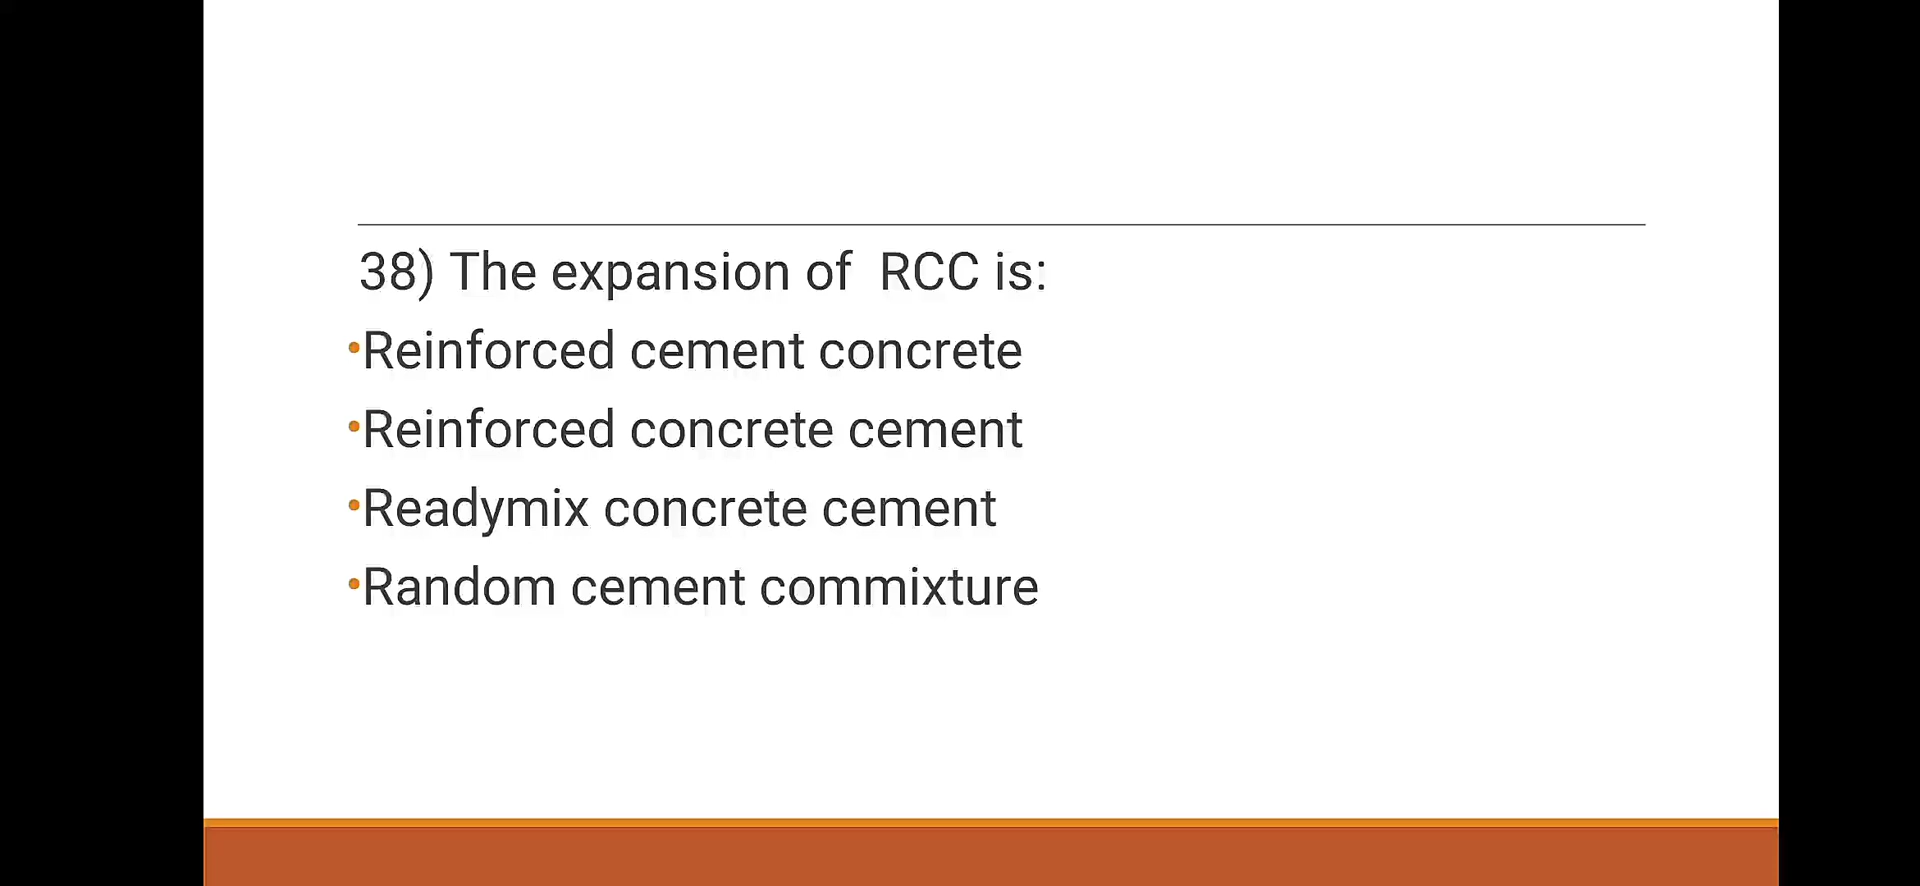 38) The expansion of  RCC is:
•Reinforced cement concrete
•Reinforced concrete cement
•Readymix concrete cement
•Random cement commixture